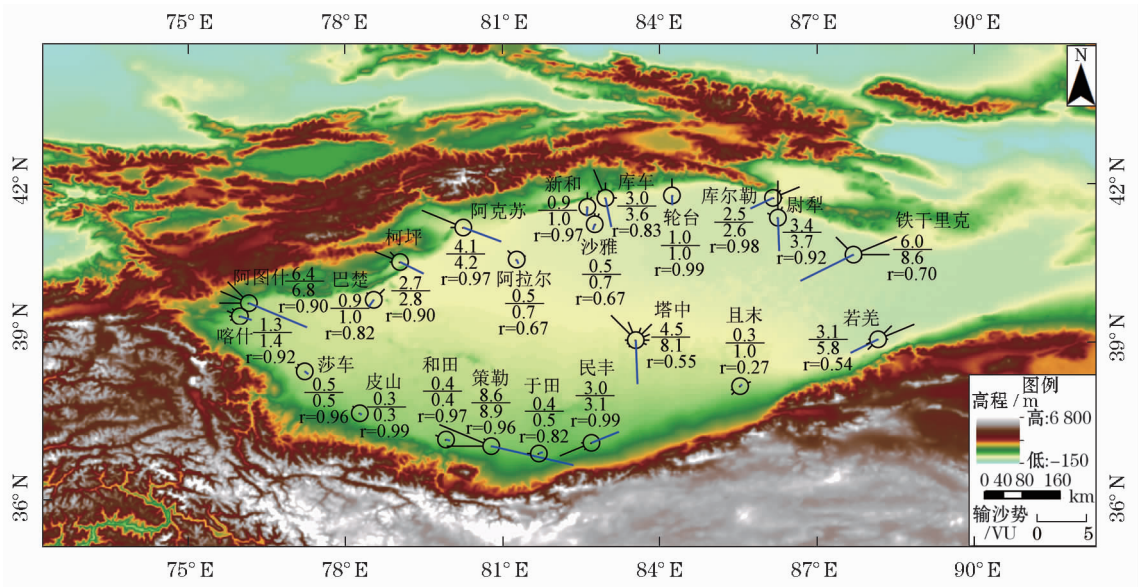 75° E 78° E 81° E 84° E 87° E 90° E
N
42° N
39° N
36° N
42° N
39° N
36° N
新和
0.9
1.0
r=0.97
库车
3.0
3.6
r=0.83
轮台
1.0
1.0
r=0.99
库尔勒
2.5
2.6
r=0.98
尉犁
3.4
3.7
r=0.92
铁干里克
6.0
8.6
r=0.70
阿克苏
4.1
4.2
r=0.97
沙雅
0.5
0.7
r=0.67
柯坪
2.7
2.8
r=0.90
阿拉尔
0.5
0.7
r=0.67
阿图什
6.4
6.8
r=0.90
巴楚
0.9
1.0
r=0.82
喀什
1.3
1.4
r=0.92
塔中
4.5
8.1
r=0.55
且末
0.3
1.0
r=0.27
若羌
3.1
5.8
r=0.54
莎车
0.5
0.5
r=0.96
皮山
0.3
0.3
r=0.99
和田
0.4
0.4
r=0.97
策勒
8.6
8.9
r=0.96
于田
0.4
0.5
r=0.82
民丰
3.0
3.1
r=0.99
图例
高程/m
高:6 800
低:-150
0 40 80 160
km
输沙势
/VU
0 5
75° E 78° E 81° E 84° E 87° E 90° E